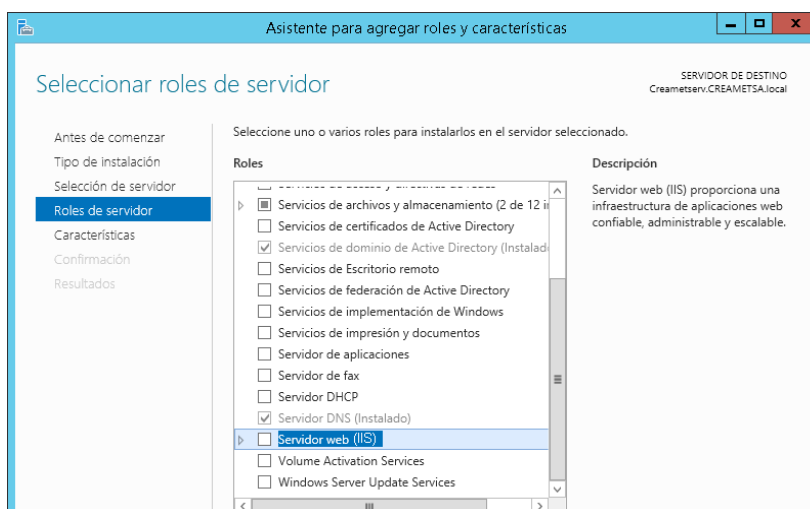 Asistente para agregar roles y características
Seleccionar roles de servidor
SERVIDOR DE DESTINO
Creametserv.CREAMETSA.local
Antes de comenzar
Tipo de instalación
Selección de servidor
Roles de servidor
Características
Confirmación
Resultados
Seleccione uno o varios roles para instalarlos en el servidor seleccionado.
Roles
Servicios de archivos y almacenamiento (2 de 12 in
Servicios de certificados de Active Directory
Servicios de dominio de Active Directory (Instalado
Servicios de Escritorio remoto
Servicios de federación de Active Directory
Servicios de implementación de Windows
Servicios de impresión y documentos
Servidor de aplicaciones
Servidor de fax
Servidor DHCP
Servidor DNS (Instalado)
Servidor web (IIS)
Volume Activation Services
Windows Server Update Services
Descripción
Servidor web (IIS) proporciona una
infraestructura de aplicaciones web
confiable, administrable y escalable.